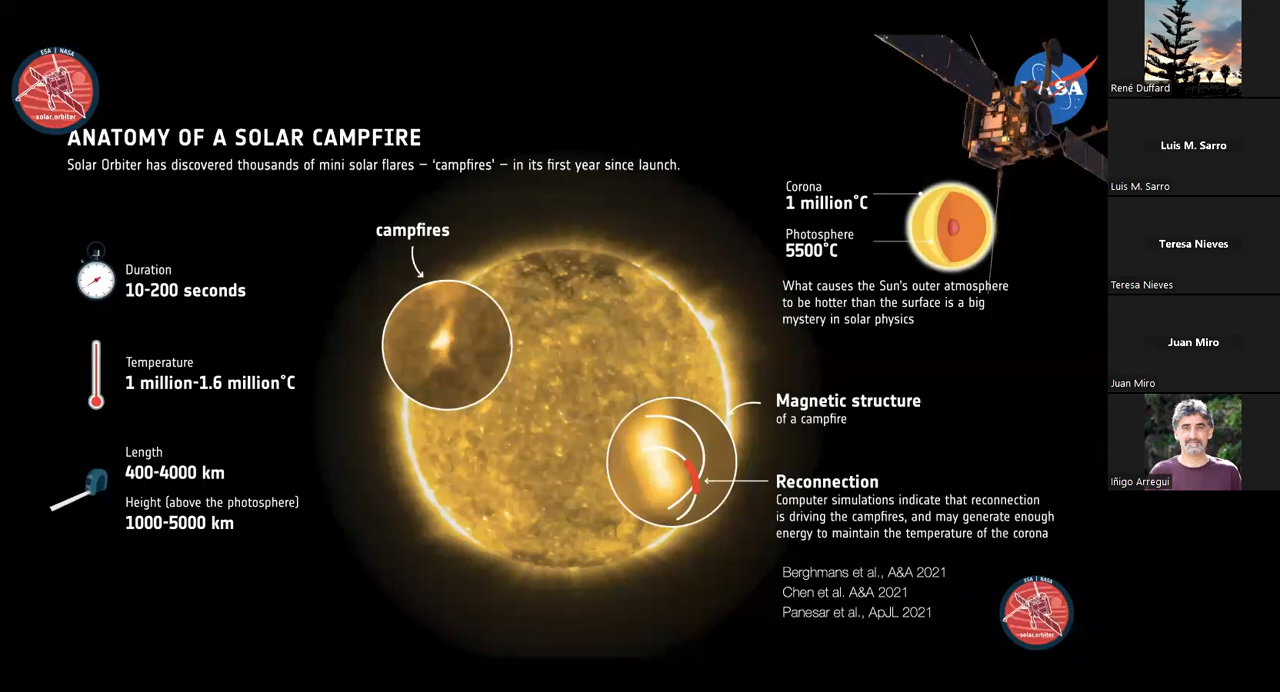 ESA | NASA
solar orbiter
NASA
ANATOMY OF A SOLAR CAMPFIRE
Solar Orbiter has discovered thousands of mini solar flares – ‘campfires’ – in its first year since launch.
campfires
Duration
10-200 seconds
Temperature
1 million-1.6 million°C
Length
400-4000 km
Height (above the photosphere)
1000-5000 km
Corona
1 million°C
Photosphere
5500°C
What causes the Sun's outer atmosphere
to be hotter than the surface is a big
mystery in solar physics
Magnetic structure
of a campfire
Reconnection
Computer simulations indicate that reconnection
is driving the campfires, and may generate enough
energy to maintain the temperature of the corona
Berghmans et al., A&A 2021
Chen et al. A&A 2021
Panesar et al., ApJL 2021
ESA | NASA
solar orbiter
René Duffard
Luis M. Sarro
Luis M. Sarro
Teresa Nieves
Teresa Nieves
Juan Miro
Juan Miro
Iñigo Arregui